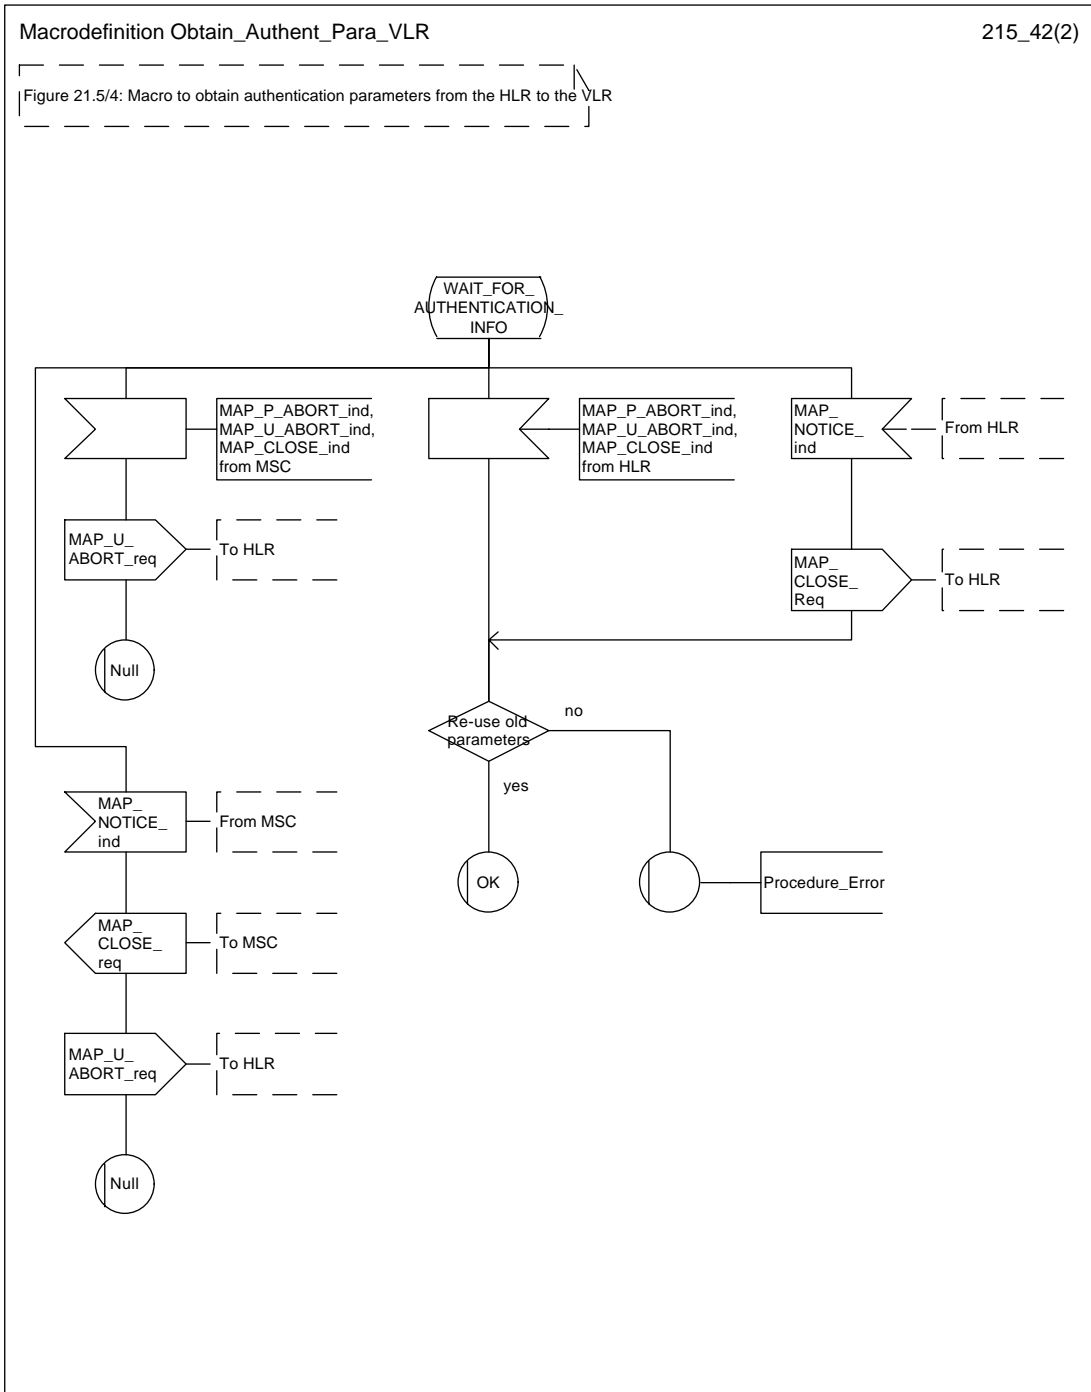 Macrodefinition Obtain_Authent_Para_VLR
215_42(2)
Figure 21.5/4: Macro to obtain authentication parameters from the HLR to the VLR
WAIT_FOR_
AUTHENTICATION_
INFO
MAP_P_ABORT_ind,
MAP_U_ABORT_ind,
MAP_CLOSE_ind
from MSC
MAP_P_ABORT_ind,
MAP_U_ABORT_ind,
MAP_CLOSE_ind
from HLR
MAP_
NOTICE_
ind
From HLR
MAP_U_
ABORT_req
To HLR
MAP_
CLOSE_
Req
To HLR
Null
Re-use old
parameters
no
yes
MAP_
NOTICE_
ind
From MSC
OK
Procedure_Error
MAP_
CLOSE_
req
To MSC
MAP_U_
ABORT_req
To HLR
Null